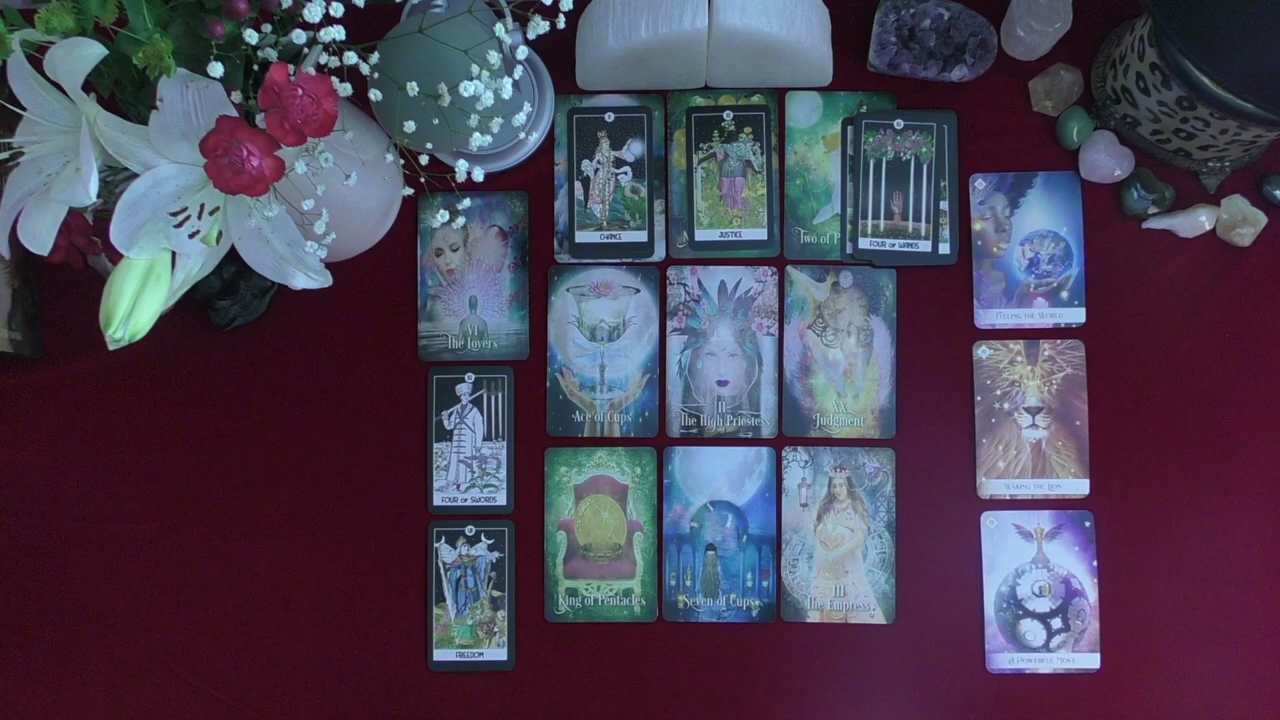 CHANCE
JUSTICE
Two of P
FOUR OF WANDS
VI
The Lovers
Ace of Cups
II
The High Priestess
XX
Judgment
FEELING THE WORLD
FOUR OF SWORDS
WAKING THE LION
King of Pentacles
Seven of Cups
III
The Empress
FREEDOM
A POWERFUL MOVE